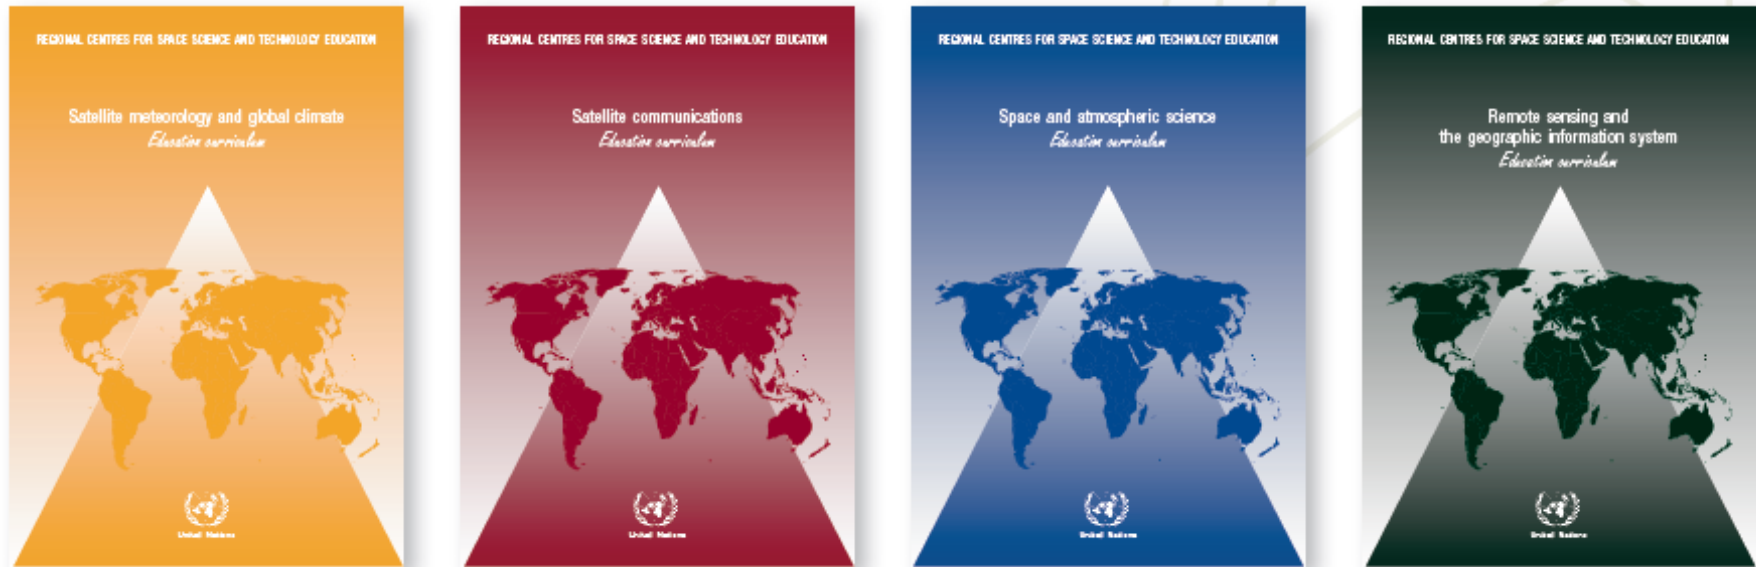 REGIONAL CENTRES FOR SPACE SCIENCE AND TECHNOLOGY EDUCATION
Satellite meteorology and global climate
Education curriculum
United Nations
REGIONAL CENTRES FOR SPACE SCIENCE AND TECHNOLOGY EDUCATION
Satellite communications
Education curriculum
United Nations
REGIONAL CENTRES FOR SPACE SCIENCE AND TECHNOLOGY EDUCATION
Space and atmospheric science
Education curriculum
United Nations
REGIONAL CENTRES FOR SPACE SCIENCE AND TECHNOLOGY EDUCATION
Remote sensing and
the geographic information system
Education curriculum
United Nations